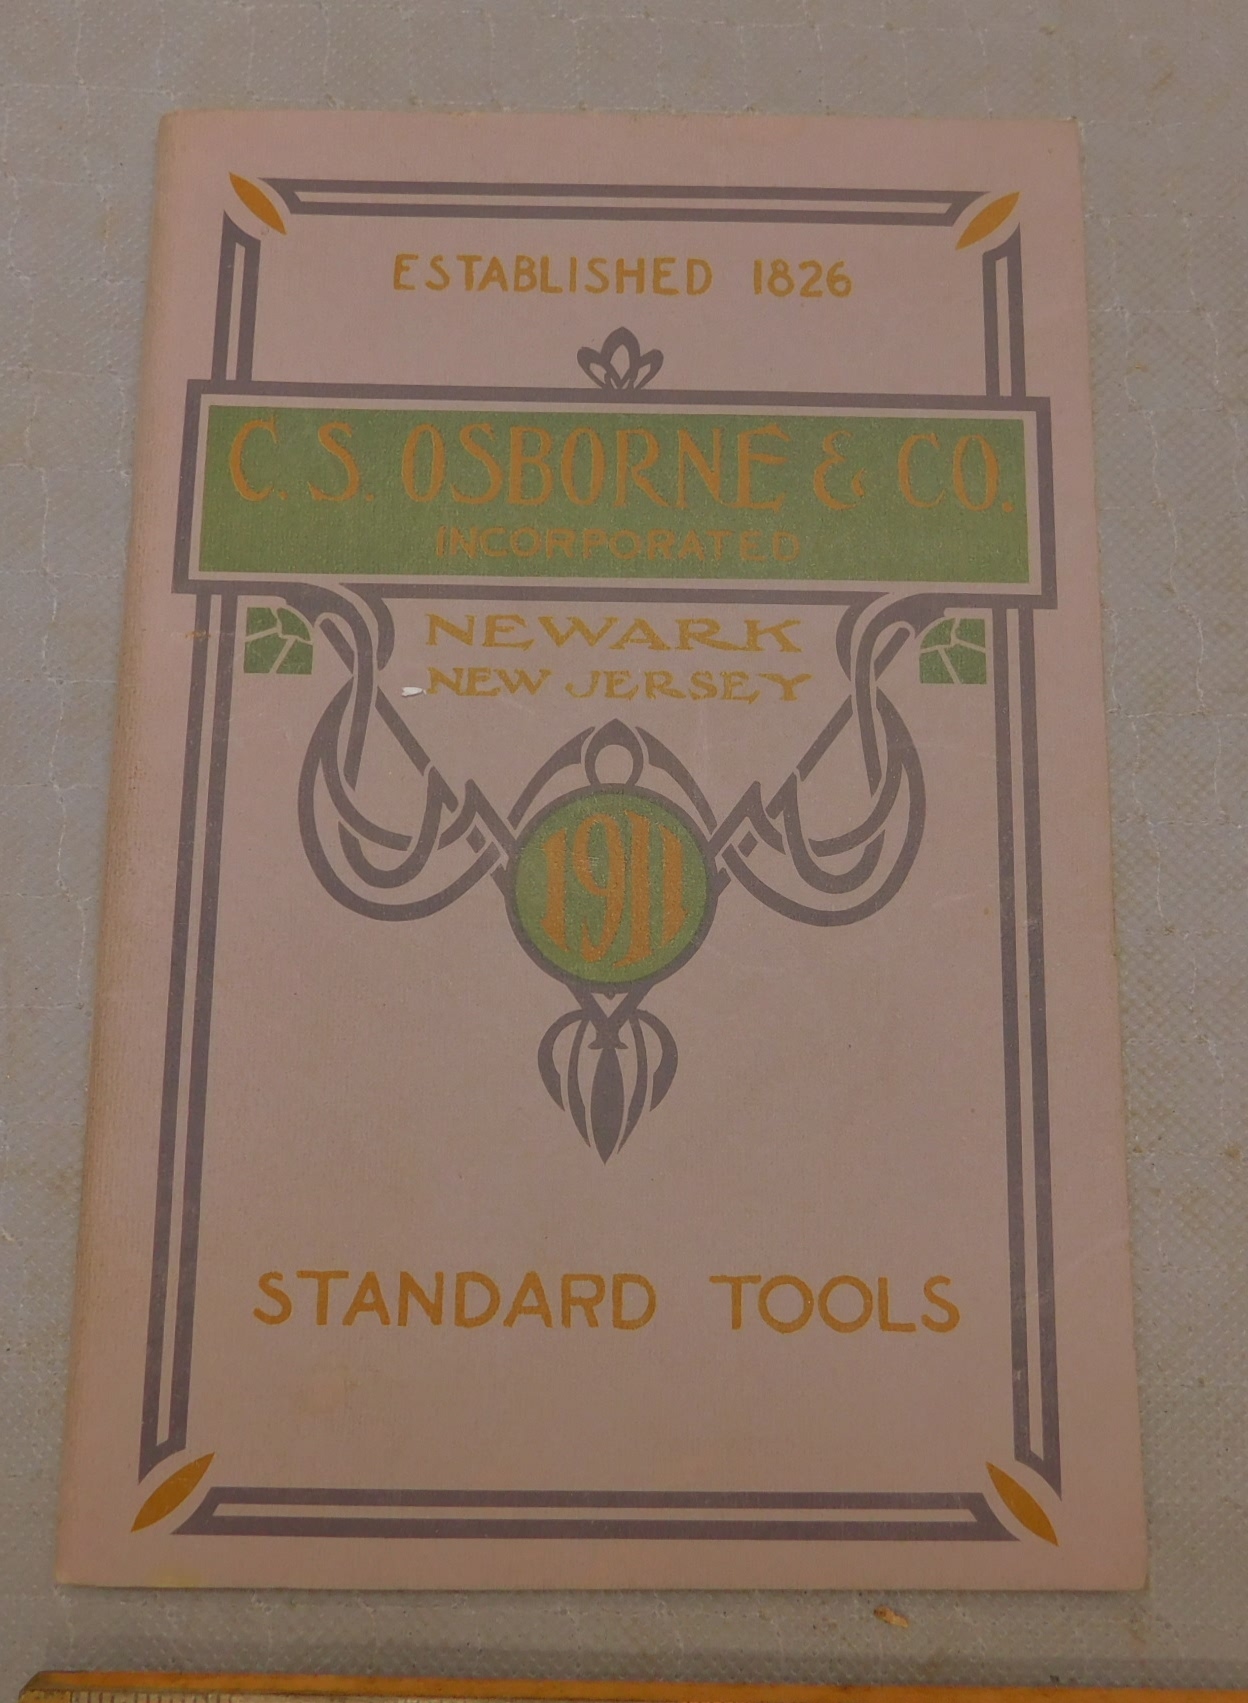 ESTABLISHED 1826
C. S. OSBORNE & CO.
INCORPORATED
NEWARK
NEW JERSEY
1911
STANDARD TOOLS